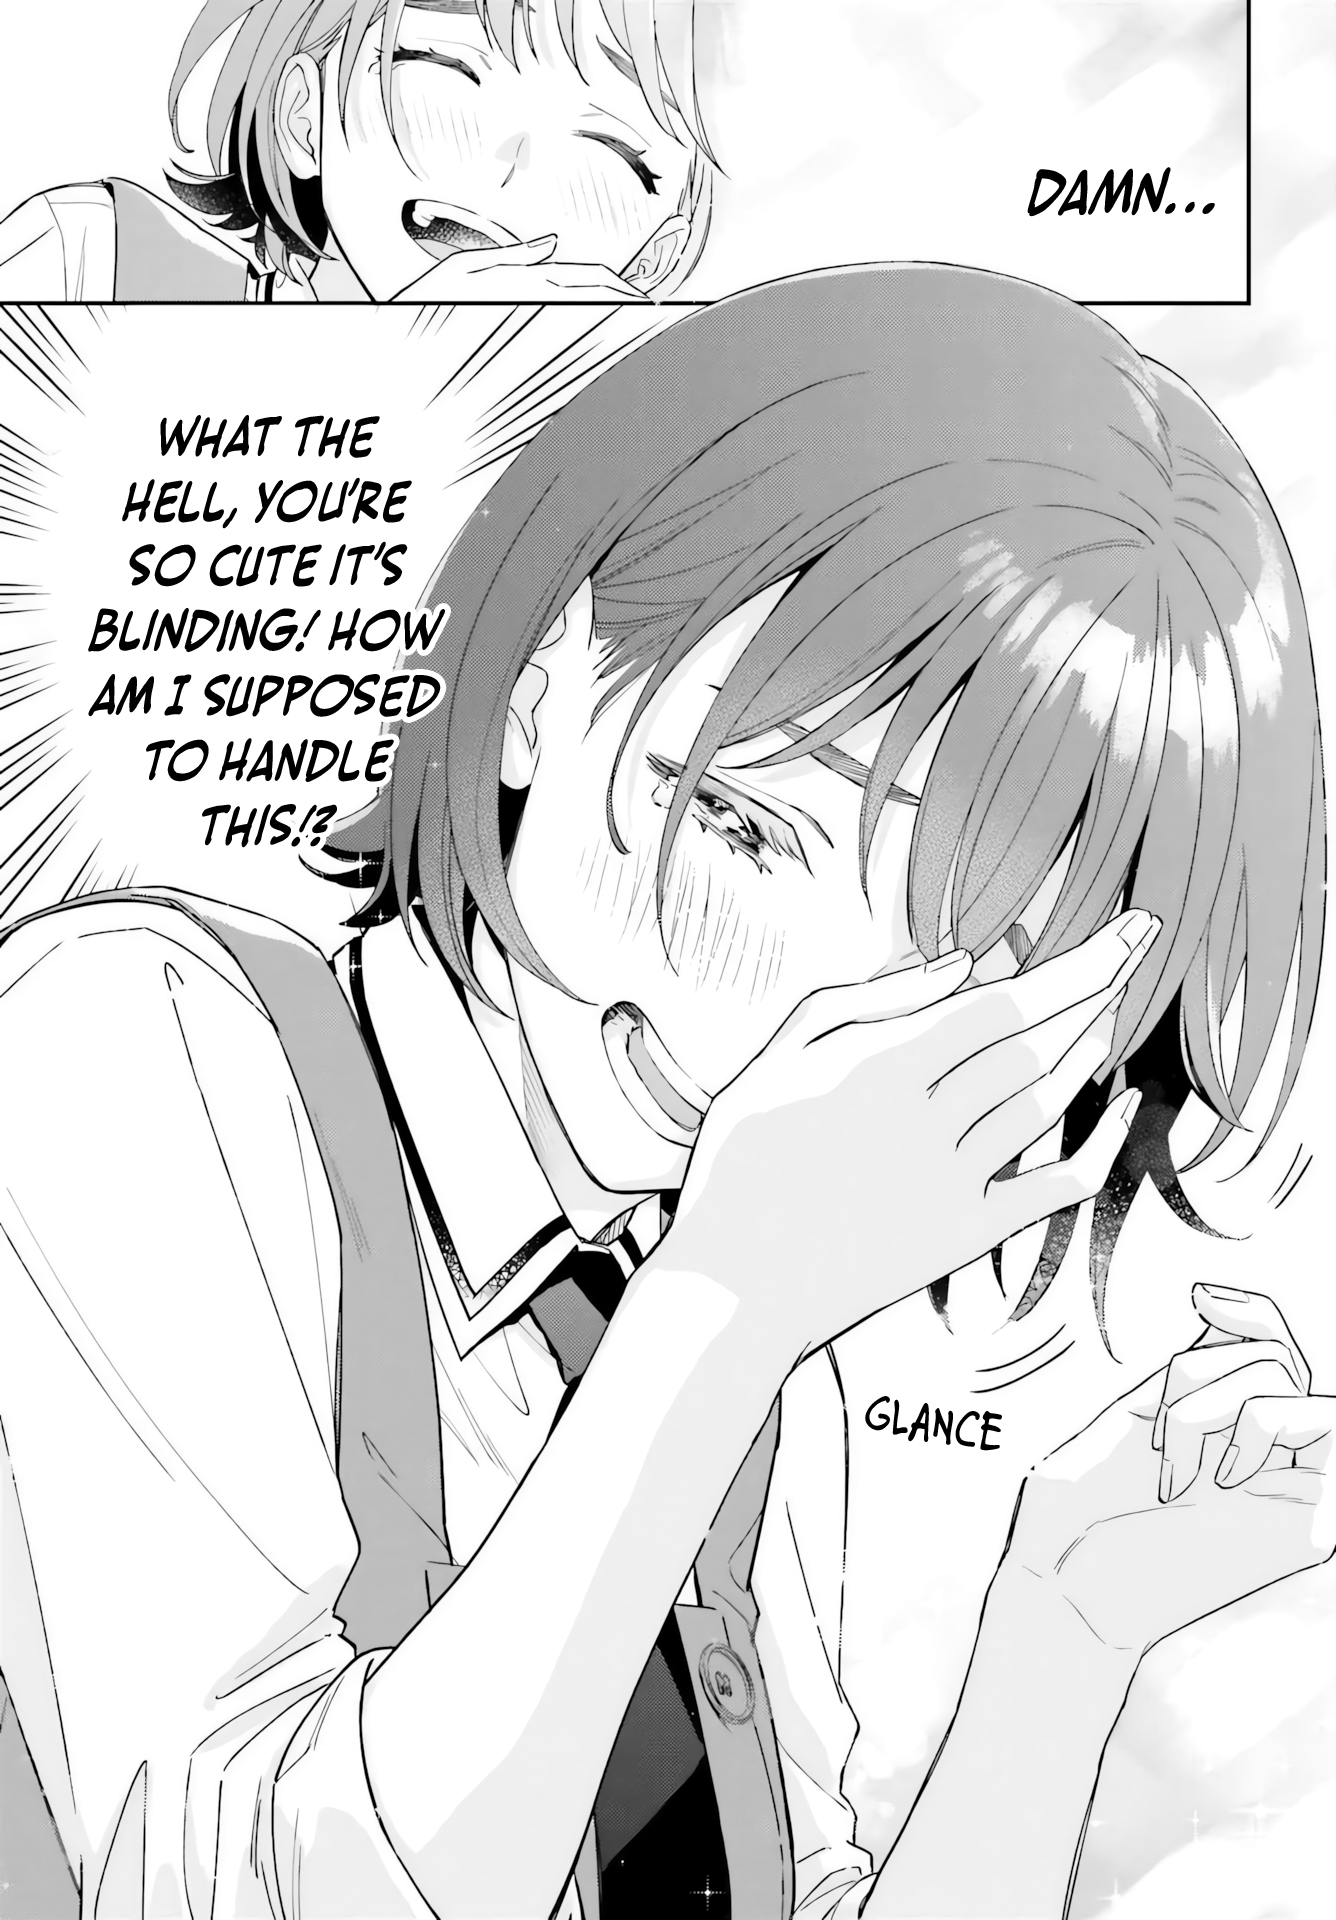 DAMN...
WHAT THE
HELL, YOU'RE
SO CUTE IT'S
BLINDING! HOW
AM I SUPPOSED
TO HANDLE
THIS!?
GLANCE